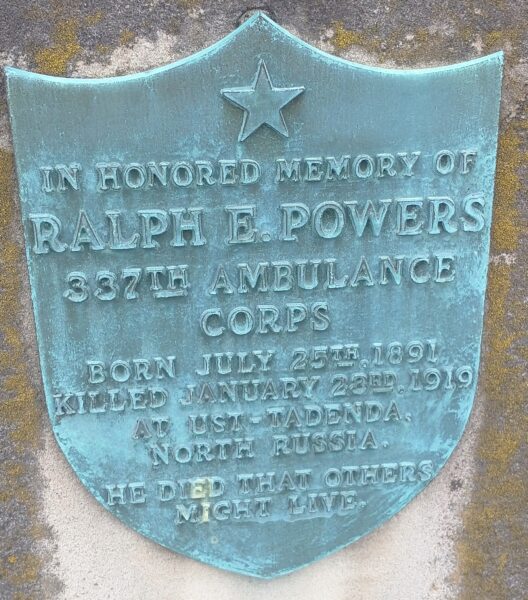 IN HONORED MEMORY OF
RALPH E. POWERS
337TH AMBULANCE
CORPS
BORN JULY 25TH, 1891
KILLED JANUARY 23RD, 1919
AT UST-TADENDA,
NORTH RUSSIA.
HE DIED THAT OTHERS
MIGHT LIVE.